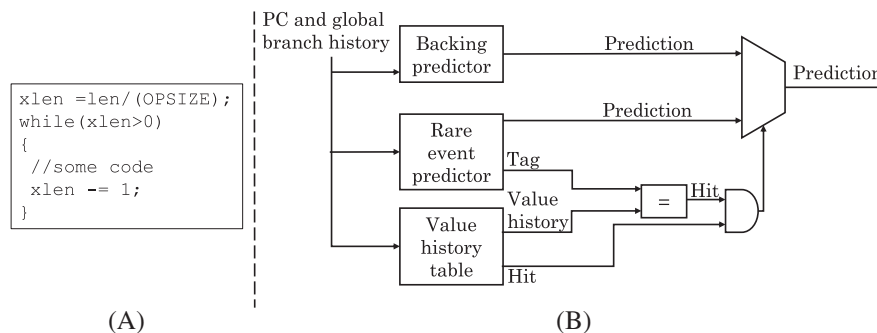 xlen =len/(OPSIZE);
while(xlen>0)
{
//some code
xlen -= 1;
}
(A)
PC and global
branch history
Backing
predictor
Prediction
Prediction
Rare
event
predictor
Prediction
Tag
Value
history
=
Hit
Value
history
table
Hit
(B)